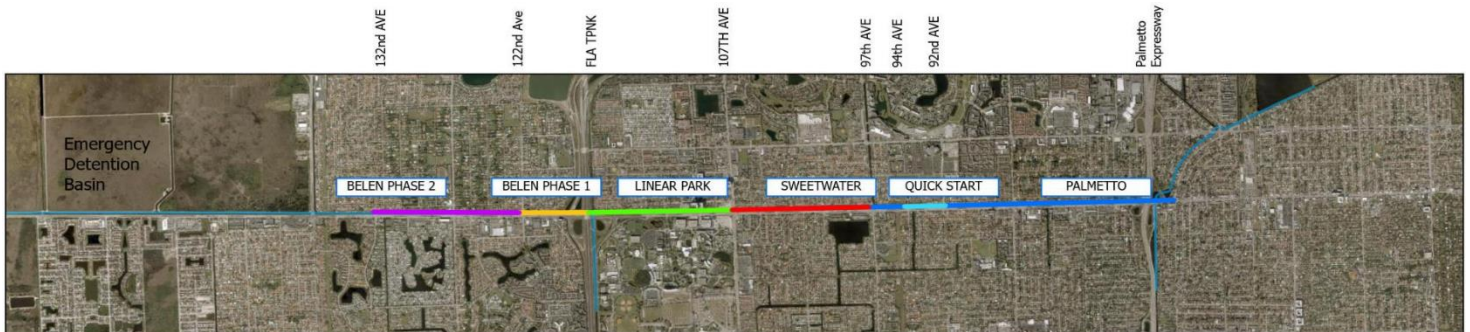 132nd AVE
122nd Ave
FLA TPNK
107TH AVE
97th AVE
94th AVE
92nd AVE
Palmetto
Expressway
Emergency
Detention
Basin
BELEN PHASE 2
BELEN PHASE 1
LINEAR PARK
SWEETWATER
QUICK START
PALMETTO